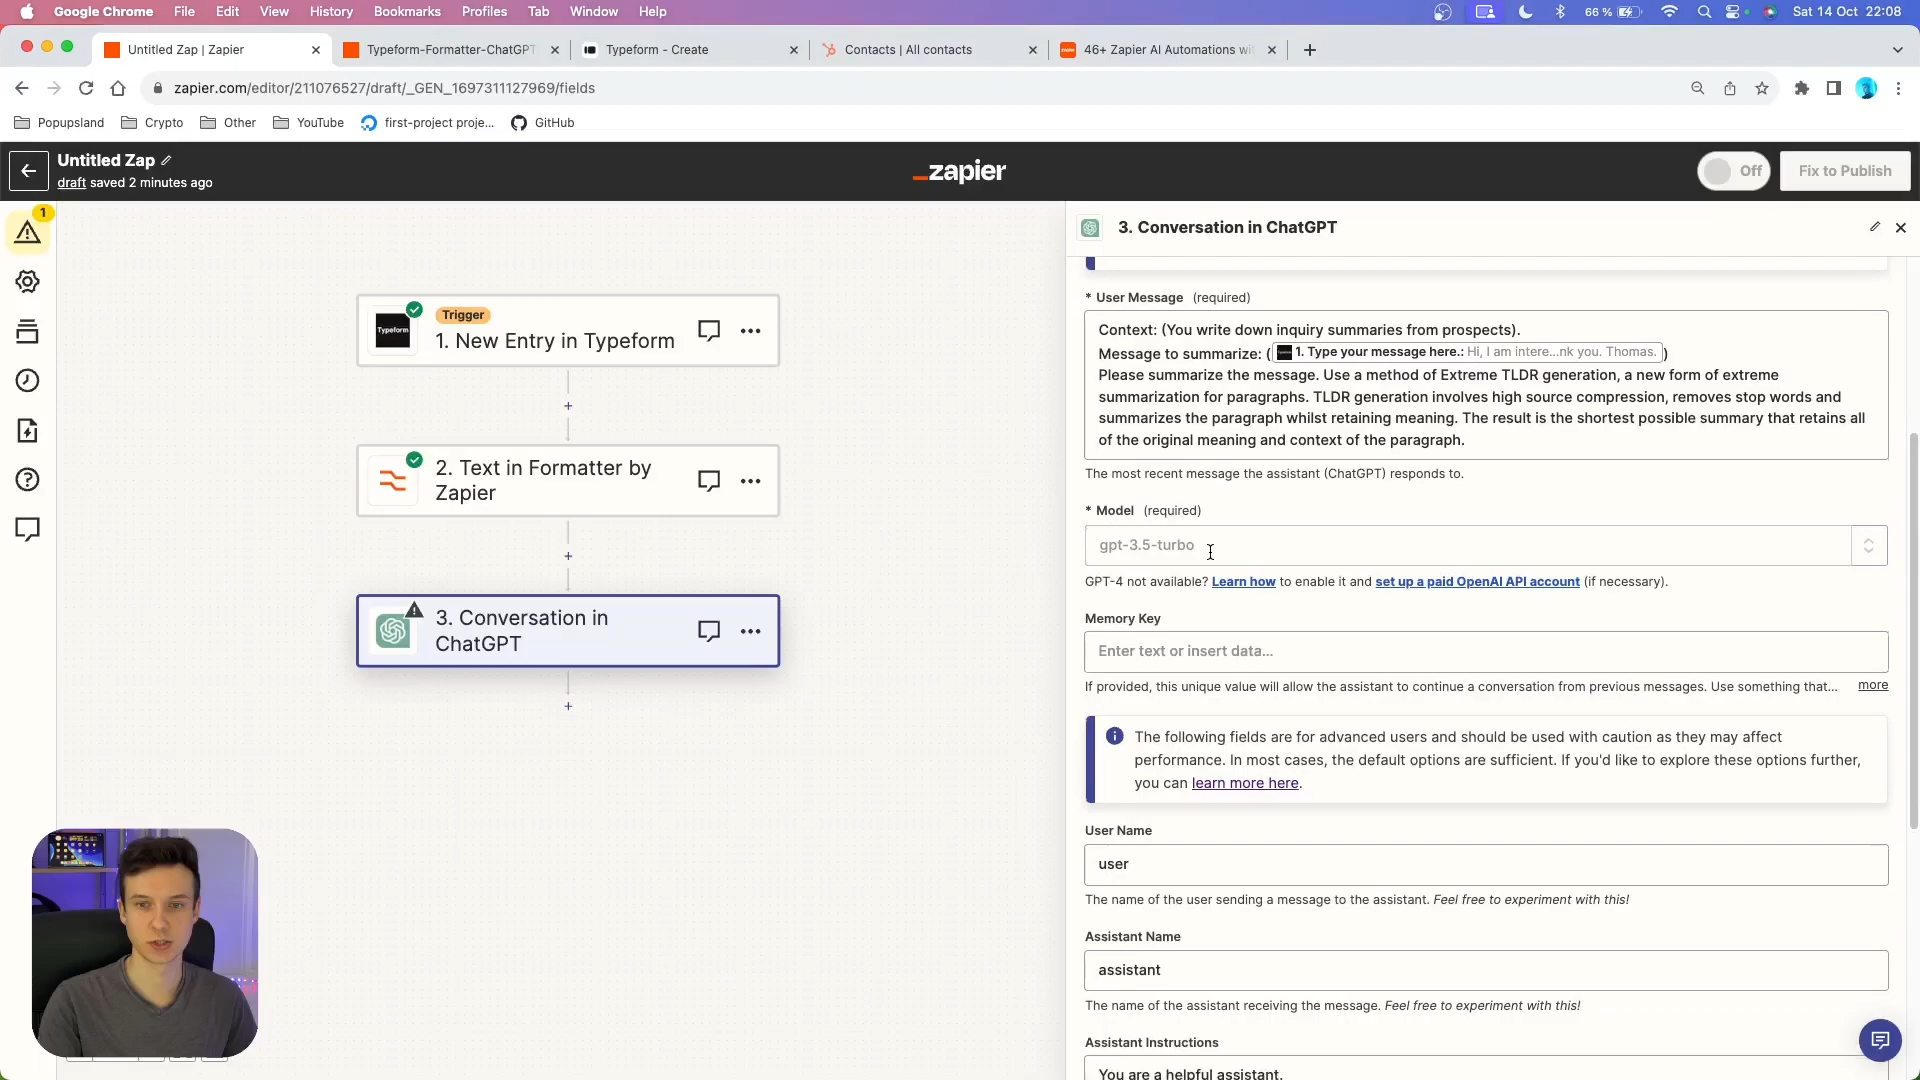 Google Chrome File Edit View History Bookmarks Profiles Tab Window Help
66 % Sat 14 Oct 22:08
Untitled Zap | Zapier
Typeform-Formatter-ChatGPT
Typeform - Create
Contacts | All contacts
46+ Zapier AI Automations wi
zapier.com/editor/211076527/draft/_GEN_1697311127969/fields
Popupsland Crypto Other YouTube first-project proje... GitHub
Untitled Zap
draft saved 2 minutes ago
_zapier
Off
Fix to Publish
1
Typeform
Trigger
1. New Entry in Typeform
+
2. Text in Formatter by
Zapier
+
3. Conversation in
ChatGPT
+
3. Conversation in ChatGPT
* User Message (required)
Context: (You write down inquiry summaries from prospects).
Message to summarize: ( Typeform 1. Type your message here.: Hi, I am intere...nk you. Thomas. )
Please summarize the message. Use a method of Extreme TLDR generation, a new form of extreme
summarization for paragraphs. TLDR generation involves high source compression, removes stop words and
summarizes the paragraph whilst retaining meaning. The result is the shortest possible summary that retains all
of the original meaning and context of the paragraph.
The most recent message the assistant (ChatGPT) responds to.
* Model (required)
gpt-3.5-turbo
GPT-4 not available? Learn how to enable it and set up a paid OpenAI API account (if necessary).
Memory Key
Enter text or insert data...
If provided, this unique value will allow the assistant to continue a conversation from previous messages. Use something that... more
The following fields are for advanced users and should be used with caution as they may affect
performance. In most cases, the default options are sufficient. If you'd like to explore these options further,
you can learn more here.
User Name
user
The name of the user sending a message to the assistant. Feel free to experiment with this!
Assistant Name
assistant
The name of the assistant receiving the message. Feel free to experiment with this!
Assistant Instructions
You are a helpful assistant.